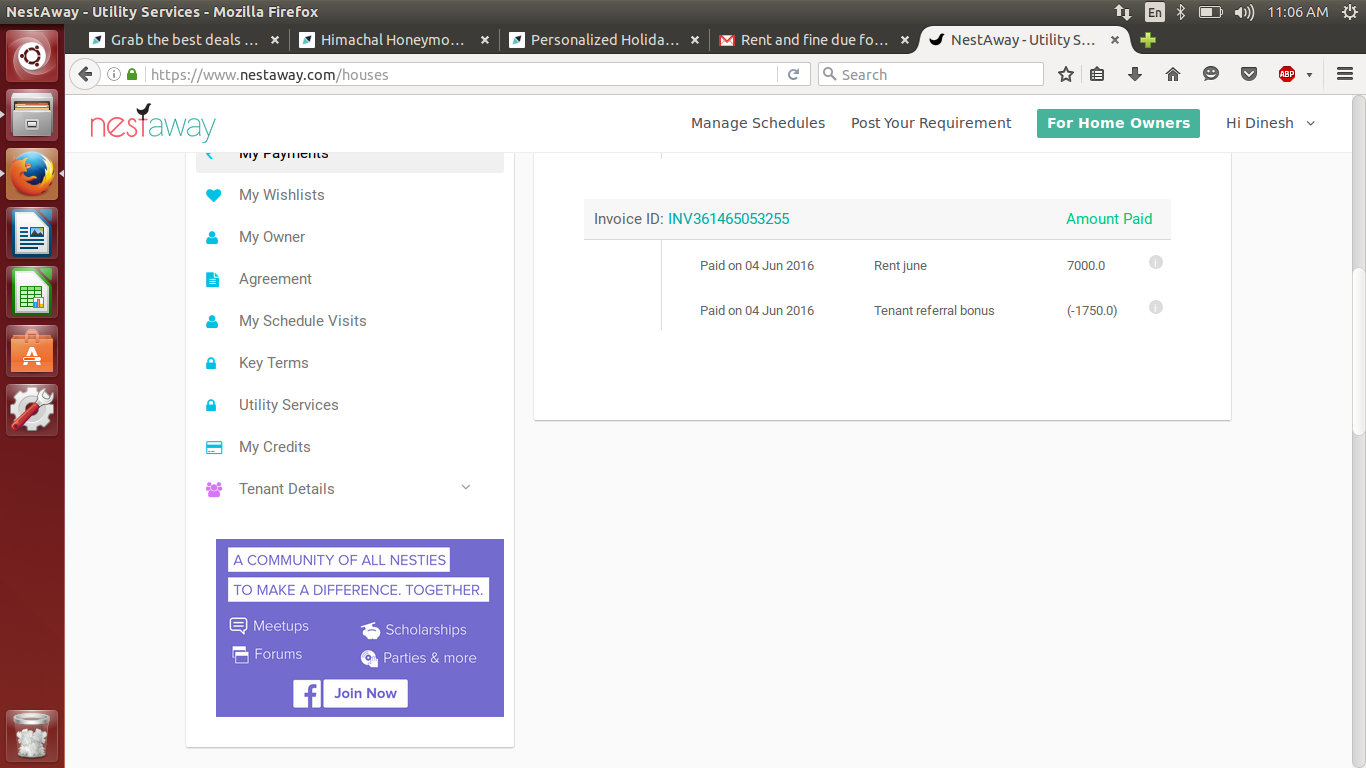 NestAway - Utility Services - Mozilla Firefox
En
11:06 AM
Grab the best deals ...
Himachal Honeymo...
Personalized Holida...
Rent and fine due fo...
NestAway - Utility S...
https://www.nestaway.com/houses
Search
ABP
nestaway
Manage Schedules
Post Your Requirement
For Home Owners
Hi Dinesh
My Payments
My Wishlists
My Owner
Agreement
My Schedule Visits
Key Terms
Utility Services
My Credits
Tenant Details
A COMMUNITY OF ALL NESTIES
TO MAKE A DIFFERENCE. TOGETHER.
Meetups
Scholarships
Forums
Parties & more
Join Now
Invoice ID: INV361465053255
Amount Paid
Paid on 04 Jun 2016 Rent june 7000.0
Paid on 04 Jun 2016 Tenant referral bonus (-1750.0)